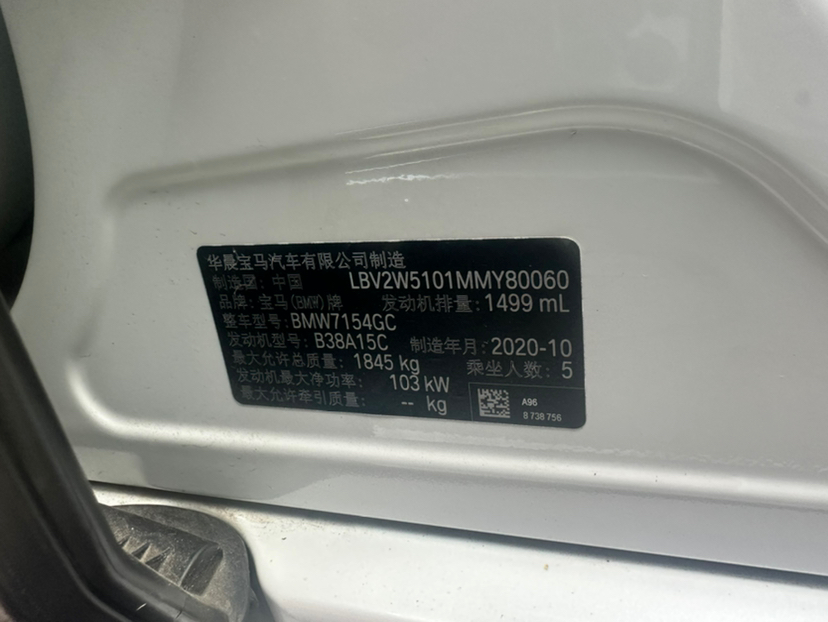 华晨宝马汽车有限公司制造
制造国: 中国 LBV2W5101MMY80060
品牌: 宝马(BMW)牌 发动机排量: 1499 mL
整车型号: BMW7154GC
发动机型号: B38A15C 制造年月: 2020-10
最大允许总质量: 1845 kg 乘坐人数: 5
发动机最大净功率: 103 kW
最大允许牵引质量: -- kg
A96
8 738 756